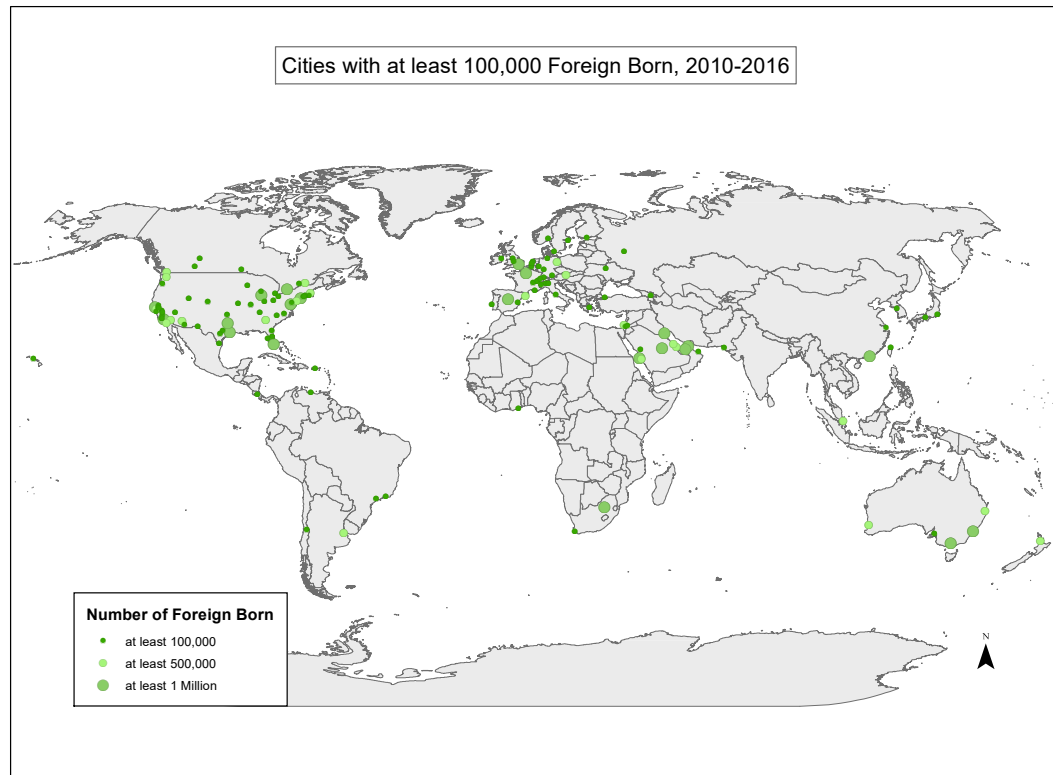 Cities with at least 100,000 Foreign Born, 2010-2016
Number of Foreign Born
at least 100,000
at least 500,000
at least 1 Million
N